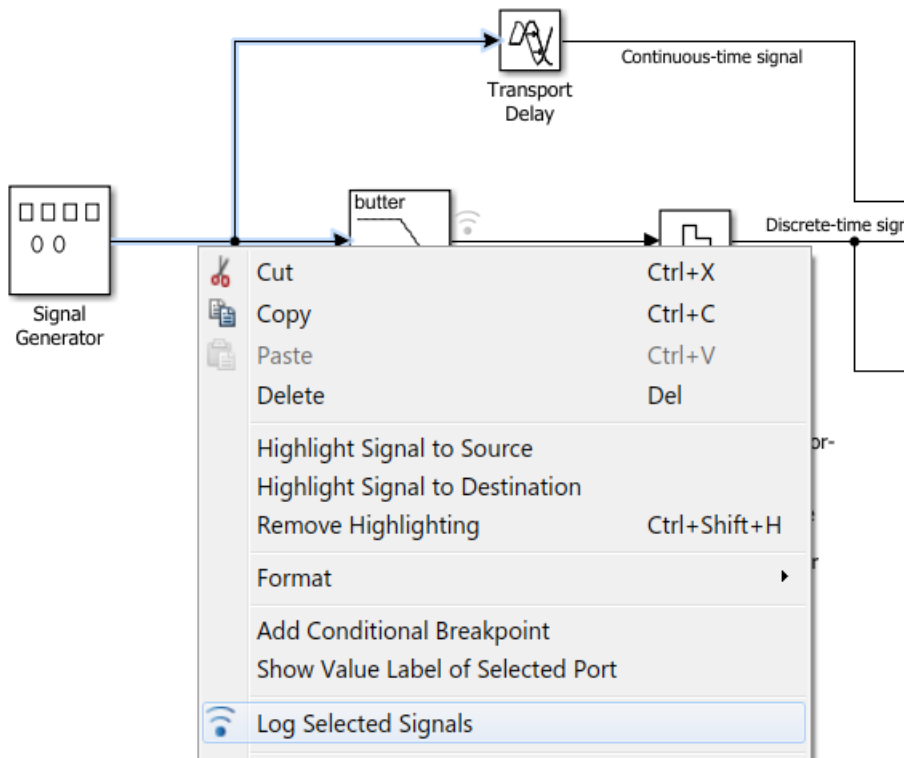 Continuous-time signal
Transport
Delay
butter
Discrete-time sigr
Signal
Generator
Cut Ctrl+X
Copy Ctrl+C
Paste Ctrl+V
Delete Del
or-
Highlight Signal to Source
Highlight Signal to Destination
Remove Highlighting Ctrl+Shift+H
Format
Add Conditional Breakpoint
Show Value Label of Selected Port
Log Selected Signals